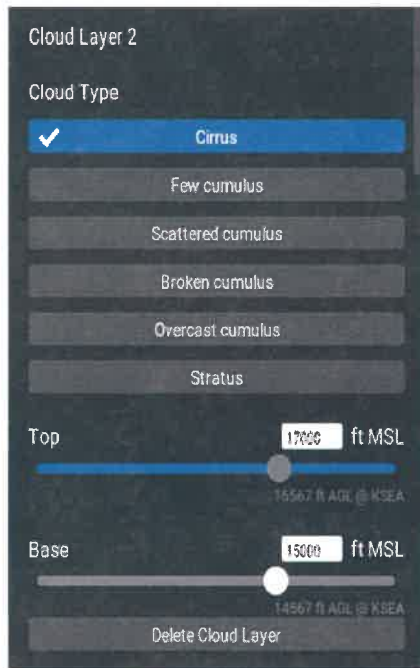 Cloud Layer 2
Cloud Type
Cirrus
Few cumulus
Scattered cumulus
Broken cumulus
Overcast cumulus
Stratus
Top 17000 ft MSL
16567 ft AGL @ KSEA
Base 15000 ft MSL
14567 ft AGL @ KSEA
Delete Cloud Layer